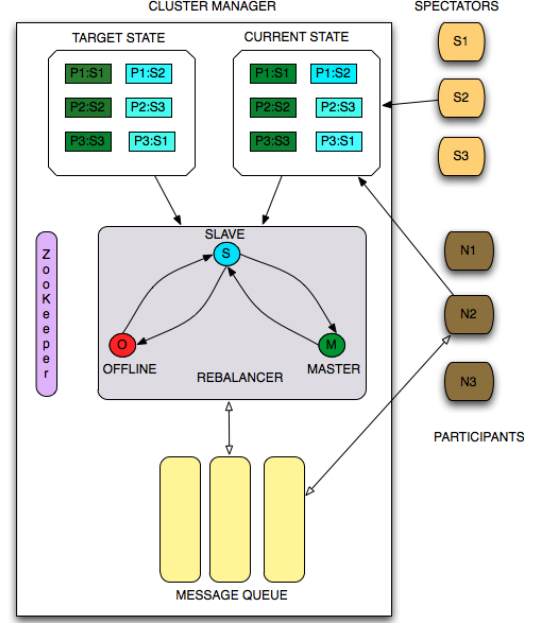 CLUSTER MANAGER
SPECTATORS
TARGET STATE
CURRENT STATE
P1:S1 P1:S2
P2:S2 P2:S3
P3:S3 P3:S1
P1:S1 P1:S2
P2:S2 P2:S3
P3:S3 P3:S1
S1
S2
S3
ZooKeeper
SLAVE
S
O
M
OFFLINE
MASTER
REBALANCER
N1
N2
N3
PARTICIPANTS
MESSAGE QUEUE